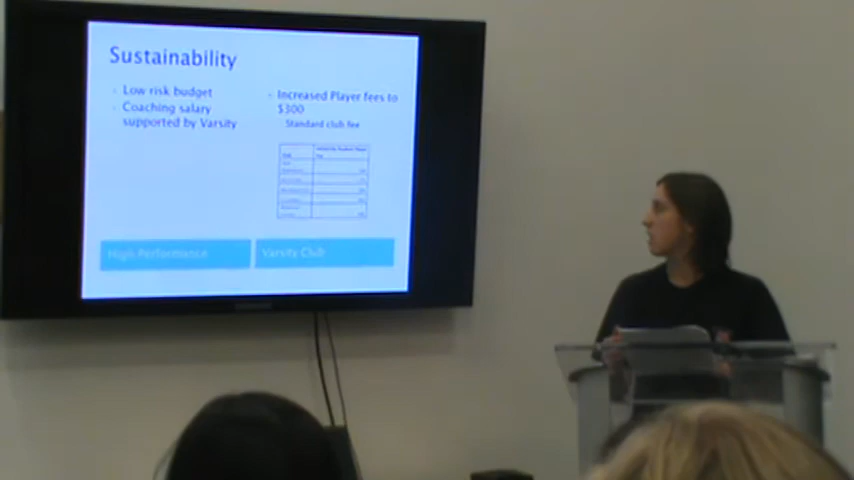 Sustainability
Low risk budget
Coaching salary
supported by Varsity
Increased Player fees to
$300
Standard club fee
High Performance
Varsity Club